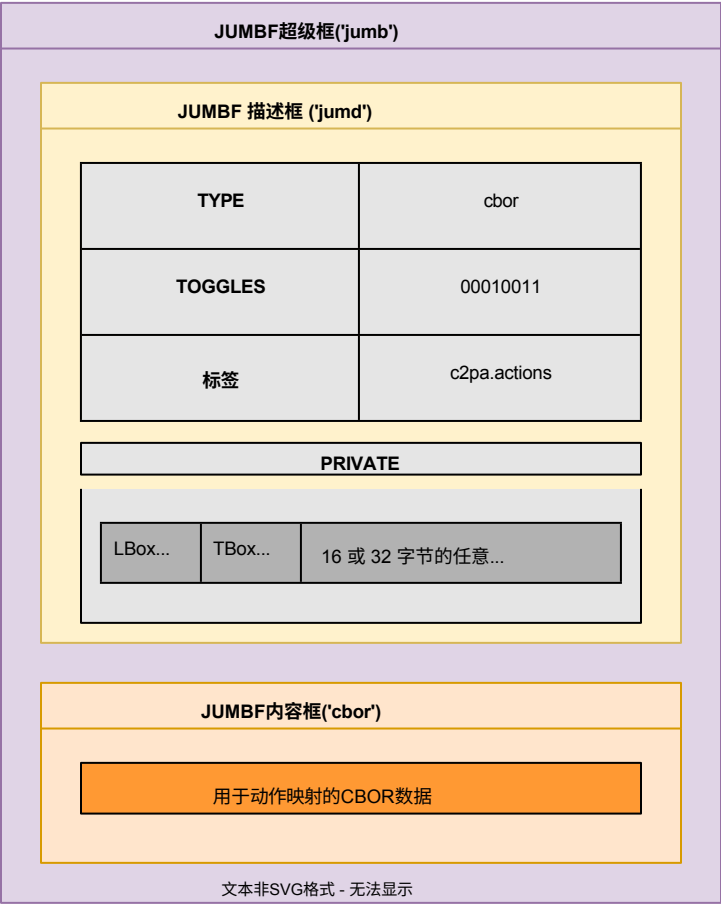 JUMBF超级框('jumb')
JUMBF 描述框 ('jumd')
TYPE
cbor
TOGGLES
00010011
标签
c2pa.actions
PRIVATE
LBox...
TBox...
16 或 32 字节的任意...
JUMBF内容框('cbor')
用于动作映射的CBOR数据
文本非SVG格式 - 无法显示